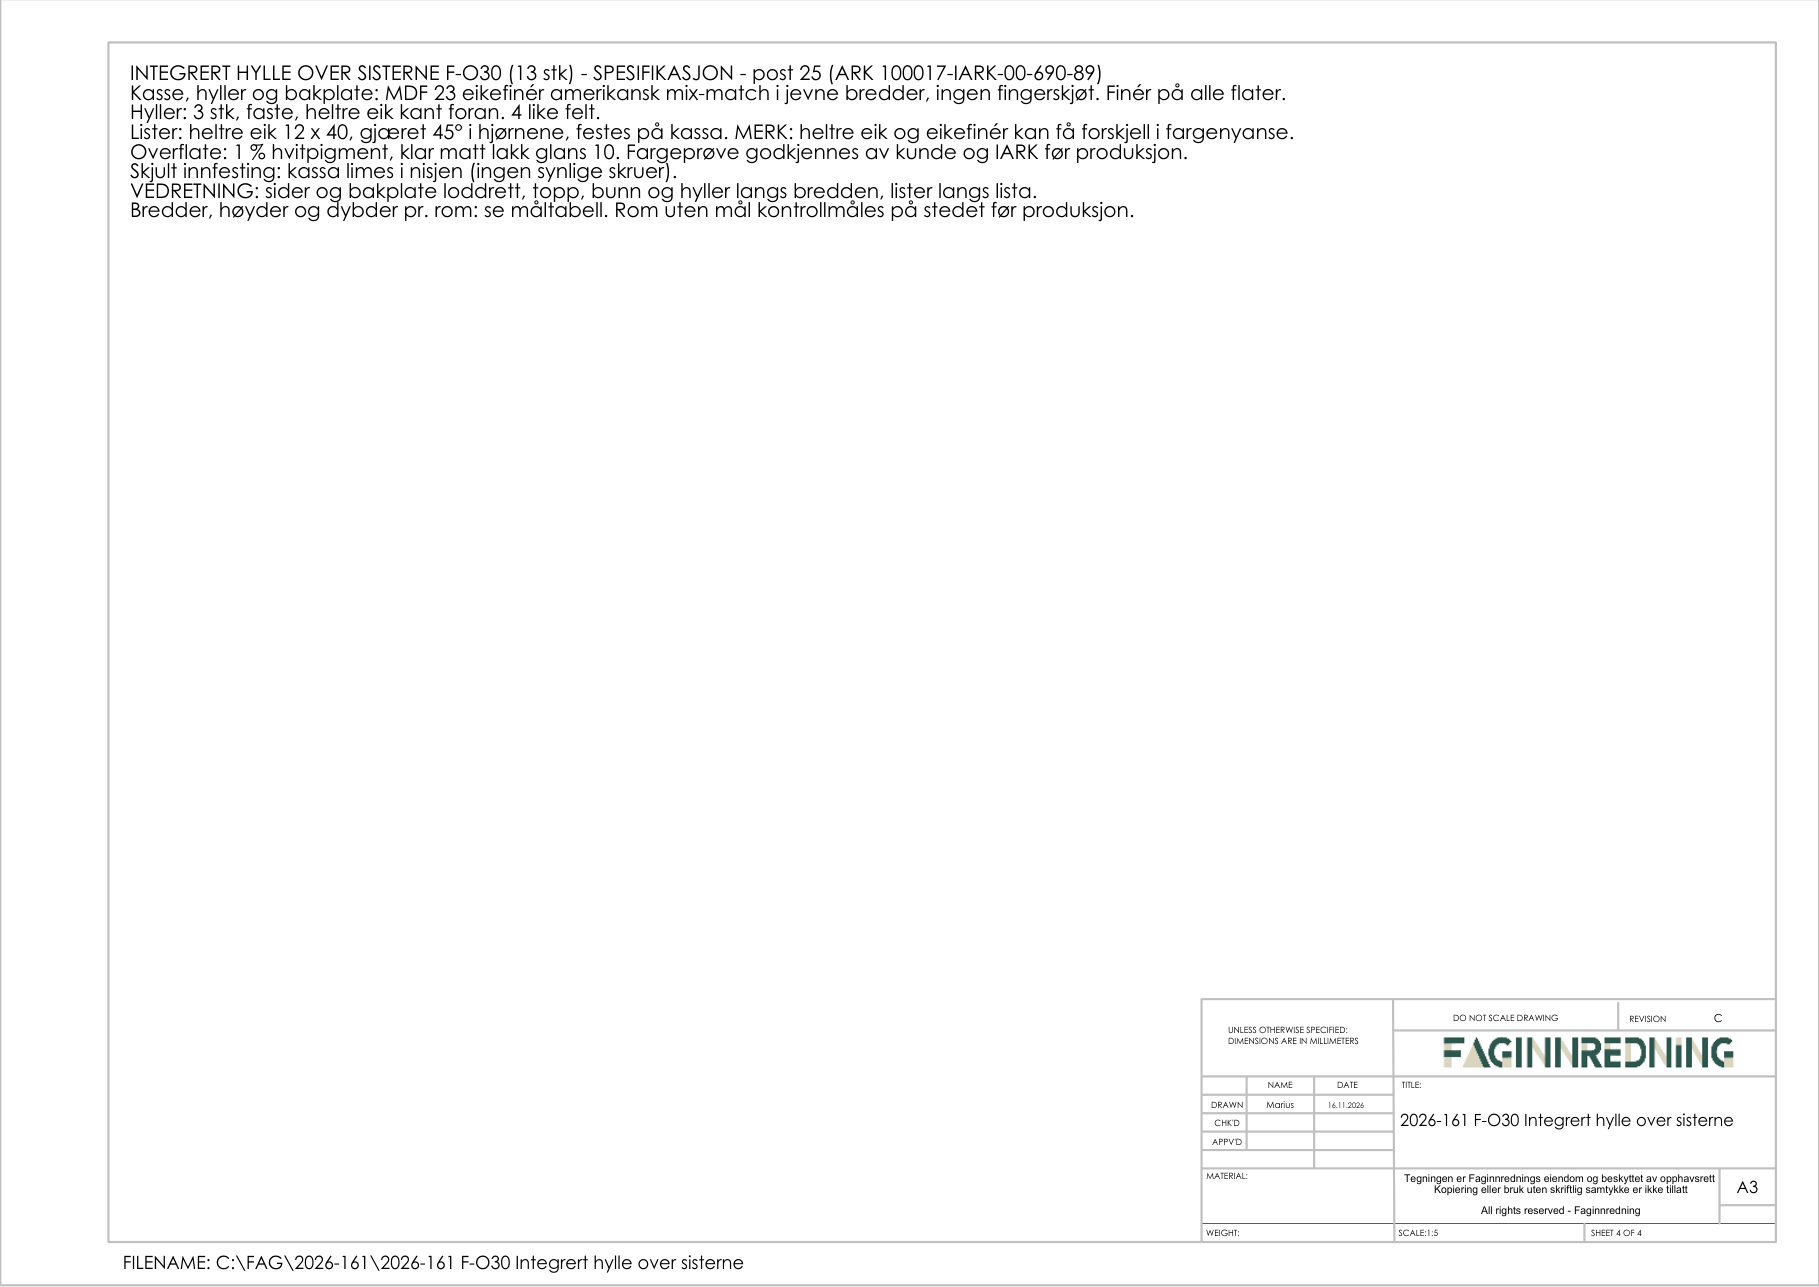 INTEGRERT HYLLE OVER SISTERNE F-O30 (13 stk) - SPESIFIKASJON - post 25 (ARK 100017-IARK-00-690-89)
Kasse, hyller og bakplate: MDF 23 eikefinér amerikansk mix-match i jevne bredder, ingen fingerskjøt. Finér på alle flater.
Hyller: 3 stk, faste, heltre eik kant foran. 4 like felt.
Lister: heltre eik 12 x 40, gjæret 45° i hjørnene, festes på kassa. MERK: heltre eik og eikefinér kan få forskjell i fargenyanse.
Overflate: 1 % hvitpigment, klar matt lakk glans 10. Fargeprøve godkjennes av kunde og IARK før produksjon.
Skjult innfesting: kassa limes i nisjen (ingen synlige skruer).
VEDRETNING: sider og bakplate loddrett, topp, bunn og hyller langs bredden, lister langs lista.
Bredder, høyder og dybder pr. rom: se måltabell. Rom uten mål kontrollmåles på stedet før produksjon.
UNLESS OTHERWISE SPECIFIED:
DIMENSIONS ARE IN MILLIMETERS
DO NOT SCALE DRAWING
REVISION C
FAGINNREDNING
NAME DATE
DRAWN Marius 16.11.2026
CHK'D
APPV'D
TITLE:
2026-161 F-O30 Integrert hylle over sisterne
MATERIAL:
Tegningen er Faginnrednings eiendom og beskyttet av opphavsrett
Kopiering eller bruk uten skriftlig samtykke er ikke tillatt
All rights reserved - Faginnredning
A3
WEIGHT:
SCALE:1:5
SHEET 4 OF 4
FILENAME: C:\FAG\2026-161\2026-161 F-O30 Integrert hylle over sisterne